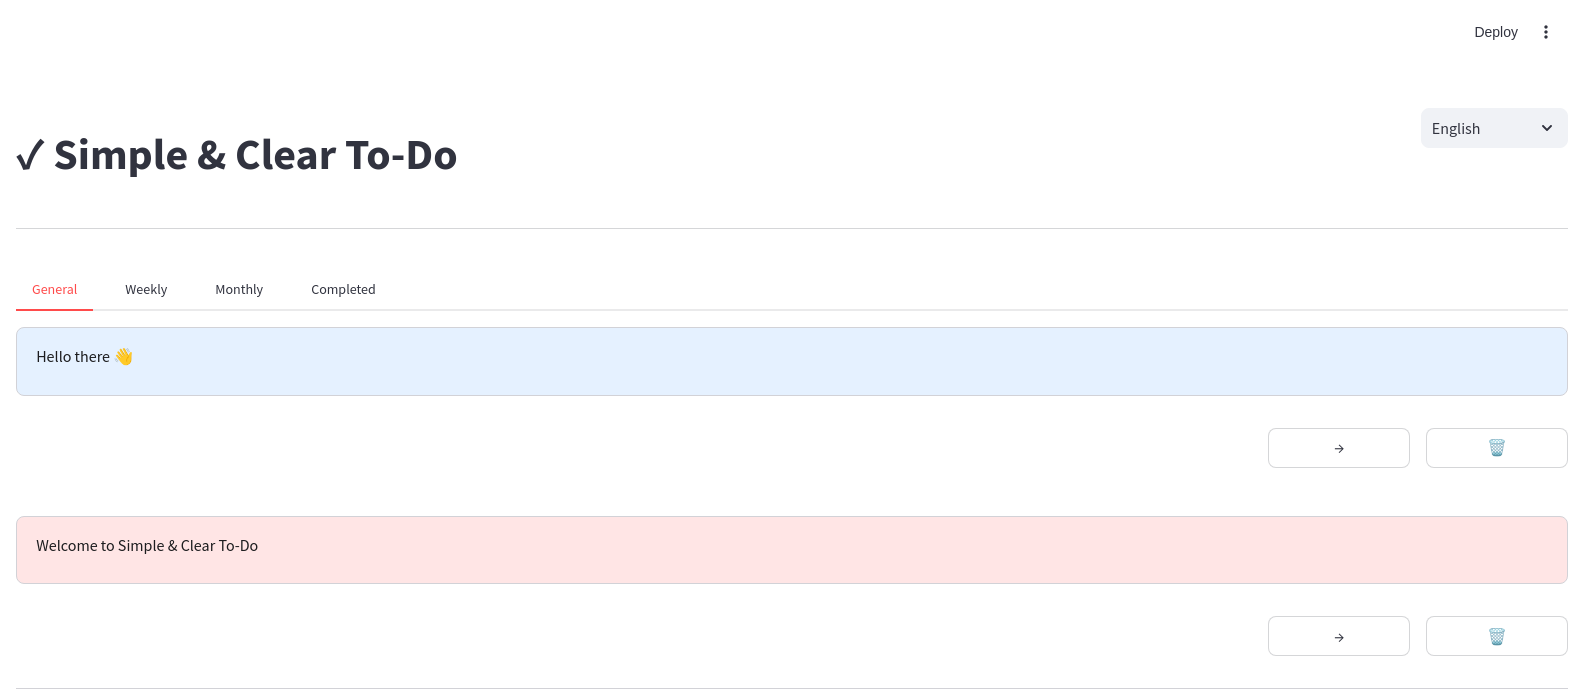 Deploy
English
✓ Simple & Clear To-Do
General Weekly Monthly Completed
Hello there 👋
→ 🗑️
Welcome to Simple & Clear To-Do
→ 🗑️